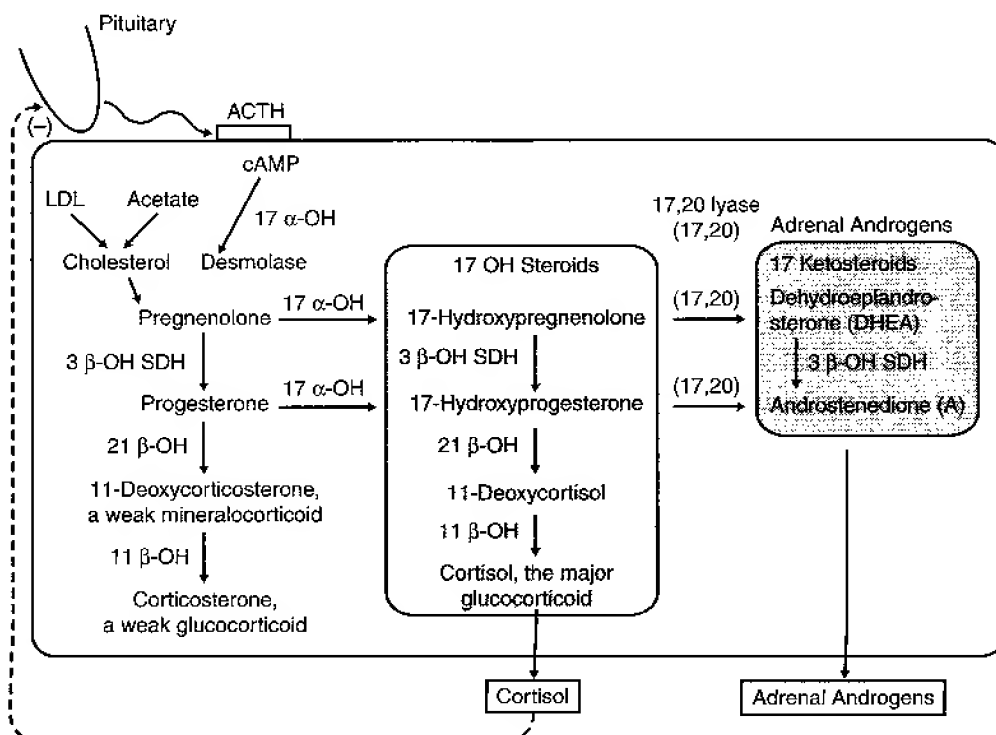 Pituitary
(–)
ACTH
cAMP
LDL
Acetate
17 α-OH
Cholesterol
Desmolase
17 α-OH
Pregnenolone
3 β-OH SDH
17 α-OH
Progesterone
21 β-OH
11-Deoxycorticosterone,
a weak mineralocorticoid
11 β-OH
Corticosterone,
a weak glucocorticoid
17 OH Steroids
17-Hydroxypregnenolone
3 β-OH SDH
17-Hydroxyprogesterone
21 β-OH
11-Deoxycortisol
11 β-OH
Cortisol, the major
glucocorticoid
17,20 lyase
(17,20)
(17,20)
(17,20)
Adrenal Androgens
17 Ketosteroids
Dehydroeplandro-
sterone (DHEA)
3 β-OH SDH
Androstenedione (A)
Cortisol
Adrenal Androgens